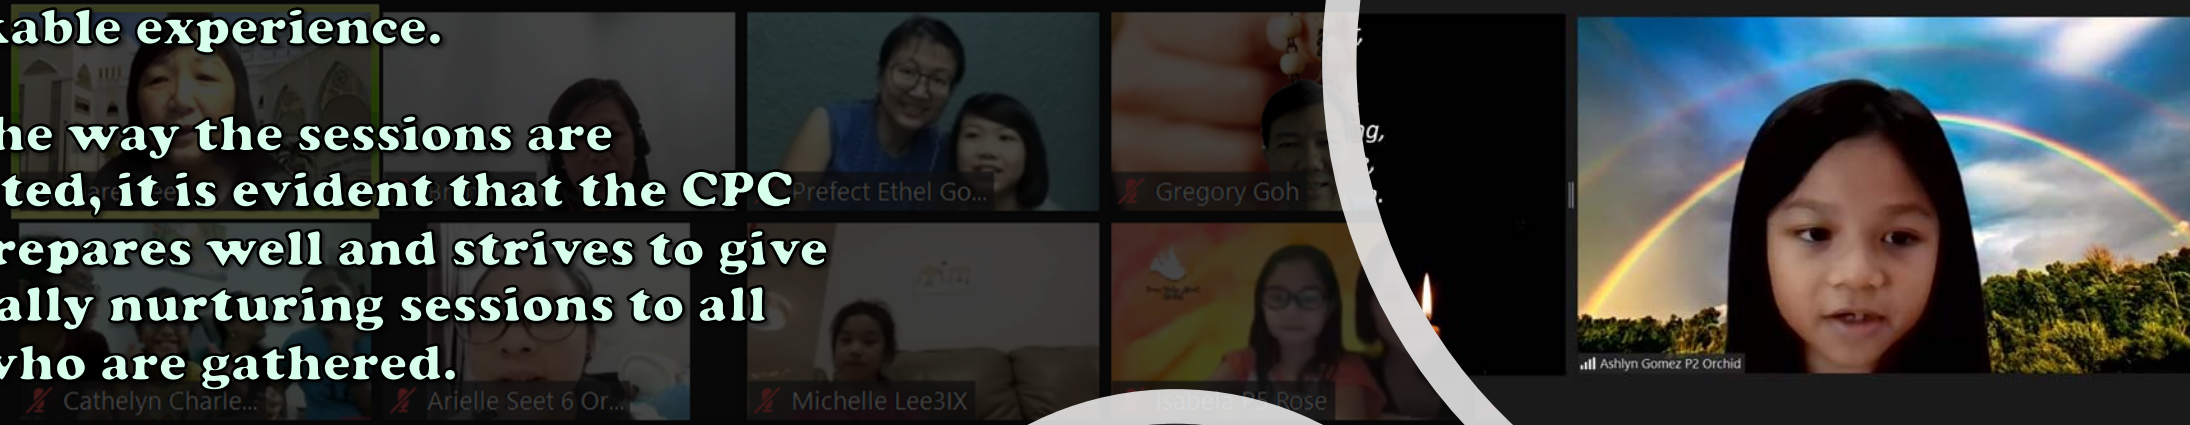 kable experience.
he way the sessions are
ted, it is evident that the CPC
repares well and strives to give
ally nurturing sessions to all
who are gathered.
Prefect Ethel Go...
Gregory Goh
Cathelyn Charle...
Arielle Seet 6 Or...
Michelle Lee3IX
Isabela P5 Rose
ng,
Ashlyn Gomez P2 Orchid